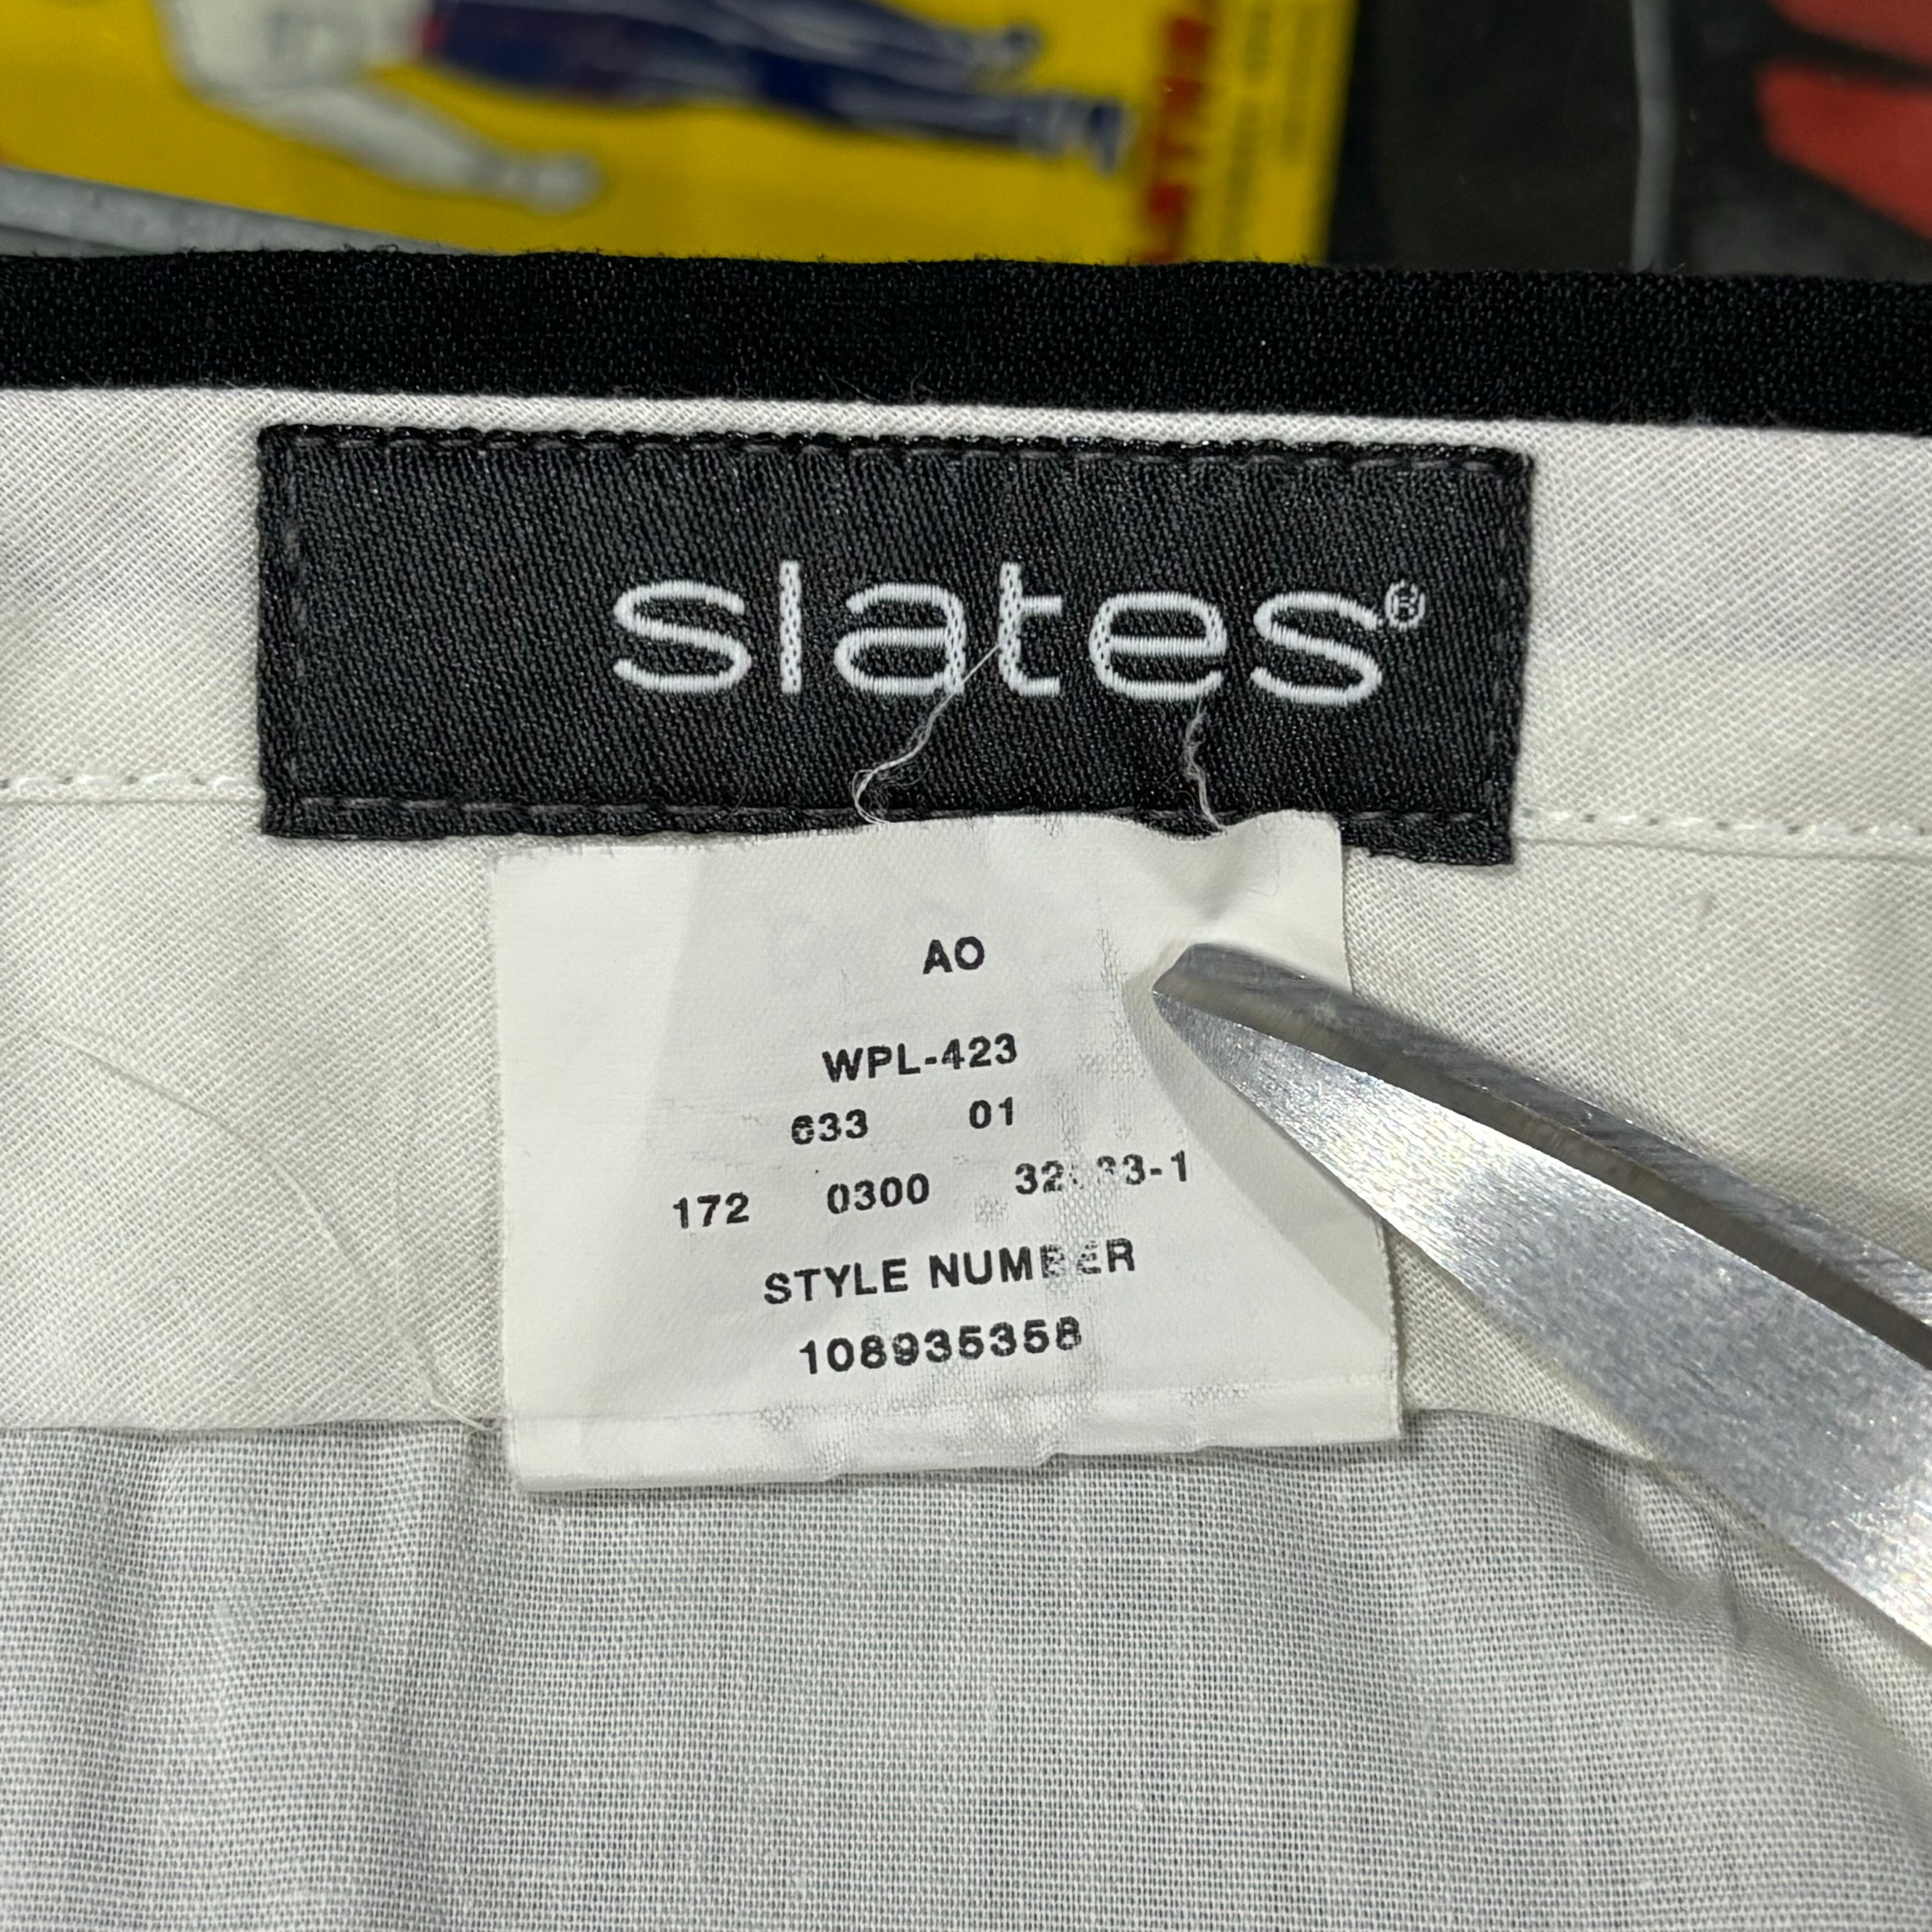 slates®
AO
WPL-423
633 01
172 0300
STYLE NUMBER
108935358